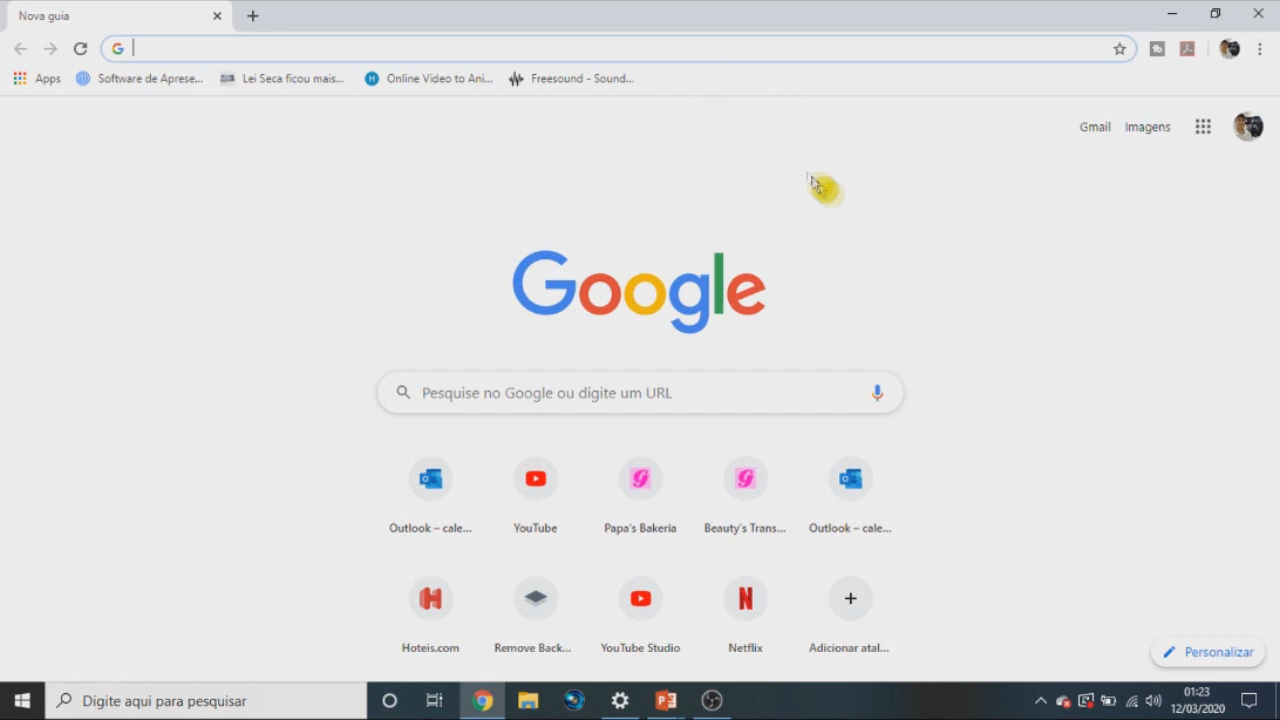 Nova guia
Apps Software de Aprese... Lei Seca ficou mais... Online Video to Ani... Freesound - Sound...
Gmail Imagens
Google
Pesquise no Google ou digite um URL
Outlook – cale... YouTube Papa's Bakeria Beauty's Trans... Outlook – cale...
Hoteis.com Remove Back... YouTube Studio Netflix Adicionar atal...
Personalizar
Digite aqui para pesquisar
01:23
12/03/2020